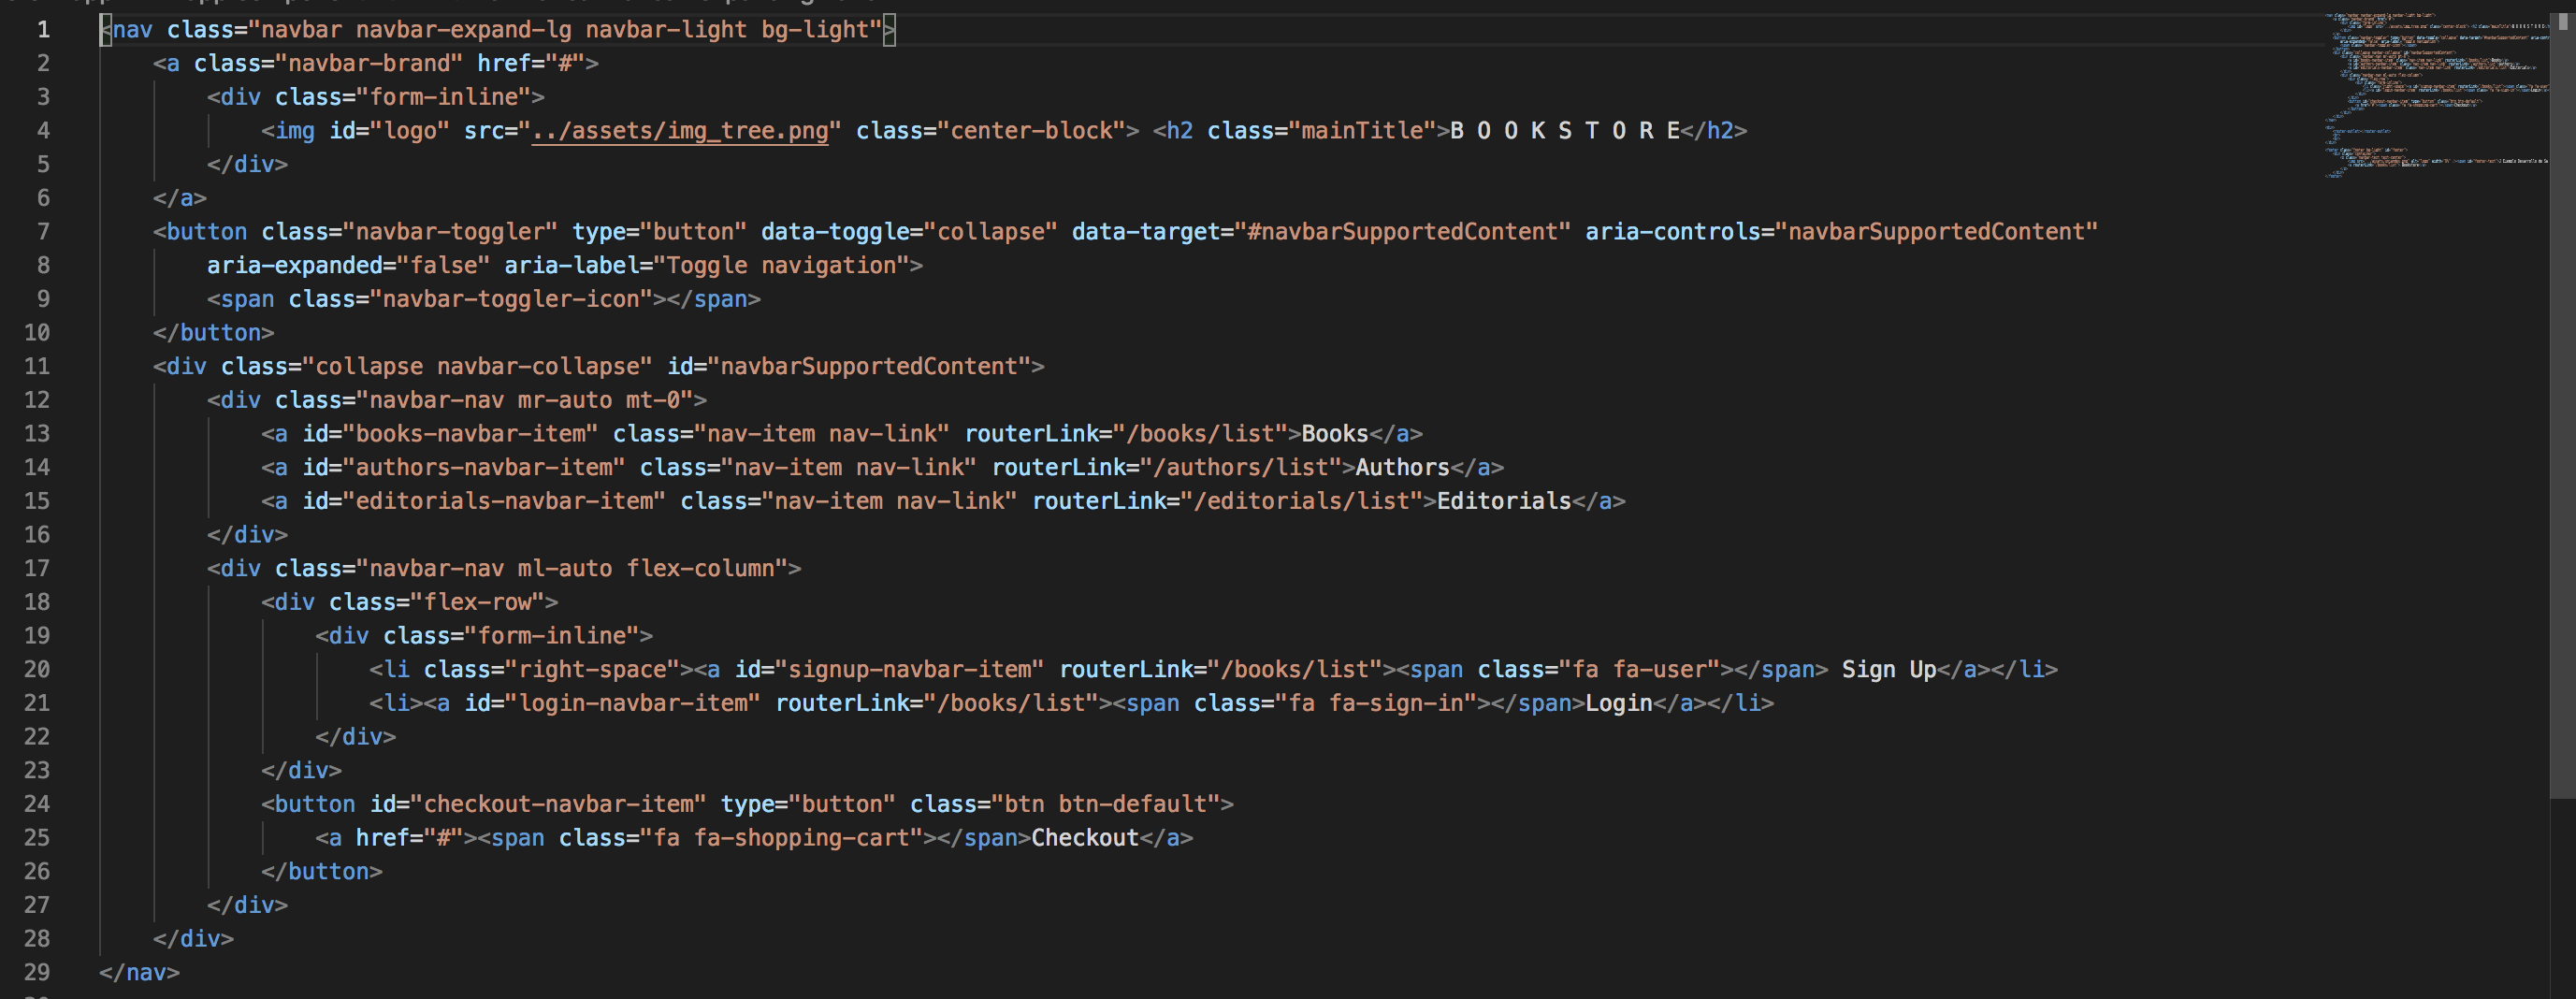 1 <nav class="navbar navbar-expand-lg navbar-light bg-light">
2 <a class="navbar-brand" href="#">
3 <div class="form-inline">
4 <img id="logo" src="../assets/img_tree.png" class="center-block"> <h2 class="mainTitle">B O O K S T O R E</h2>
5 </div>
6 </a>
7 <button class="navbar-toggler" type="button" data-toggle="collapse" data-target="#navbarSupportedContent" aria-controls="navbarSupportedContent"
8 aria-expanded="false" aria-label="Toggle navigation">
9 <span class="navbar-toggler-icon"></span>
10 </button>
11 <div class="collapse navbar-collapse" id="navbarSupportedContent">
12 <div class="navbar-nav mr-auto mt-0">
13 <a id="books-navbar-item" class="nav-item nav-link" routerLink="/books/list">Books</a>
14 <a id="authors-navbar-item" class="nav-item nav-link" routerLink="/authors/list">Authors</a>
15 <a id="editorials-navbar-item" class="nav-item nav-link" routerLink="/editorials/list">Editorials</a>
16 </div>
17 <div class="navbar-nav ml-auto flex-column">
18 <div class="flex-row">
19 <div class="form-inline">
20 <li class="right-space"><a id="signup-navbar-item" routerLink="/books/list"><span class="fa fa-user"></span> Sign Up</a></li>
21 <li><a id="login-navbar-item" routerLink="/books/list"><span class="fa fa-sign-in"></span>Login</a></li>
22 </div>
23 </div>
24 <button id="checkout-navbar-item" type="button" class="btn btn-default">
25 <a href="#"><span class="fa fa-shopping-cart"></span>Checkout</a>
26 </button>
27 </div>
28 </div>
29 </nav>